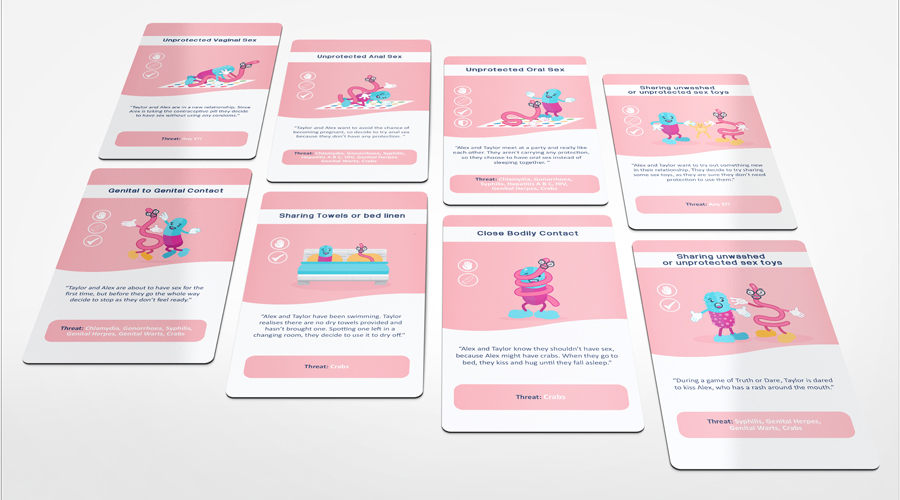 Unprotected Vaginal Sex
"Taylor and Alex are in a new relationship. Since
Alex is taking the contraceptive pill they decide
to have sex without using any condoms."
Threat: Any STI
Unprotected Anal Sex
"Taylor and Alex want to avoid the chance of
becoming pregnant, so decide to try anal sex
because they don't have any protection."
Threat: Chlamydia, Gonorrhoea, Syphilis,
Hepatitis A & C, HIV, Genital Herpes
Genital Warts, Crabs
Unprotected Oral Sex
"Alex and Taylor meet at a party and really like
each other. They aren't carrying any protection,
so they choose to have oral sex instead of
sleeping together. "
Threat: Chlamydia, Gonorrhoea,
Syphilis, Hepatitis A & C, HIV,
Genital Herpes, Crabs
Sharing unwashed
or unprotected sex toys
"Alex and Taylor want to try out something new
in their relationship. They decide to try sharing
some sex toys, as they are sure they don't need
protection to use them."
Threat: Any STI
Genital to Genital Contact
"Taylor and Alex are about to have sex for the
first time, but before they go the whole way
decide to stop as they don't feel ready."
Threat: Chlamydia, Gonorrhoea, Syphilis,
Genital Herpes, Genital Warts, Crabs
Sharing Towels or bed linen
"Alex and Taylor have been swimming. Taylor
realises there are no dry towels provided and
hasn't brought one. Spotting one left in a
changing room, they decide to use it to dry off."
Threat: Crabs
Close Bodily Contact
"Alex and Taylor know they shouldn't have sex,
because Alex might have crabs. When they go to
bed, they kiss and hug until they fall asleep."
Threat: Crabs
Sharing unwashed
or unprotected sex toys
"During a game of Truth or Dare, Taylor is dared
to kiss Alex, who has a rash around the mouth."
Threat: Syphilis, Genital Herpes,
Genital Warts, Crabs